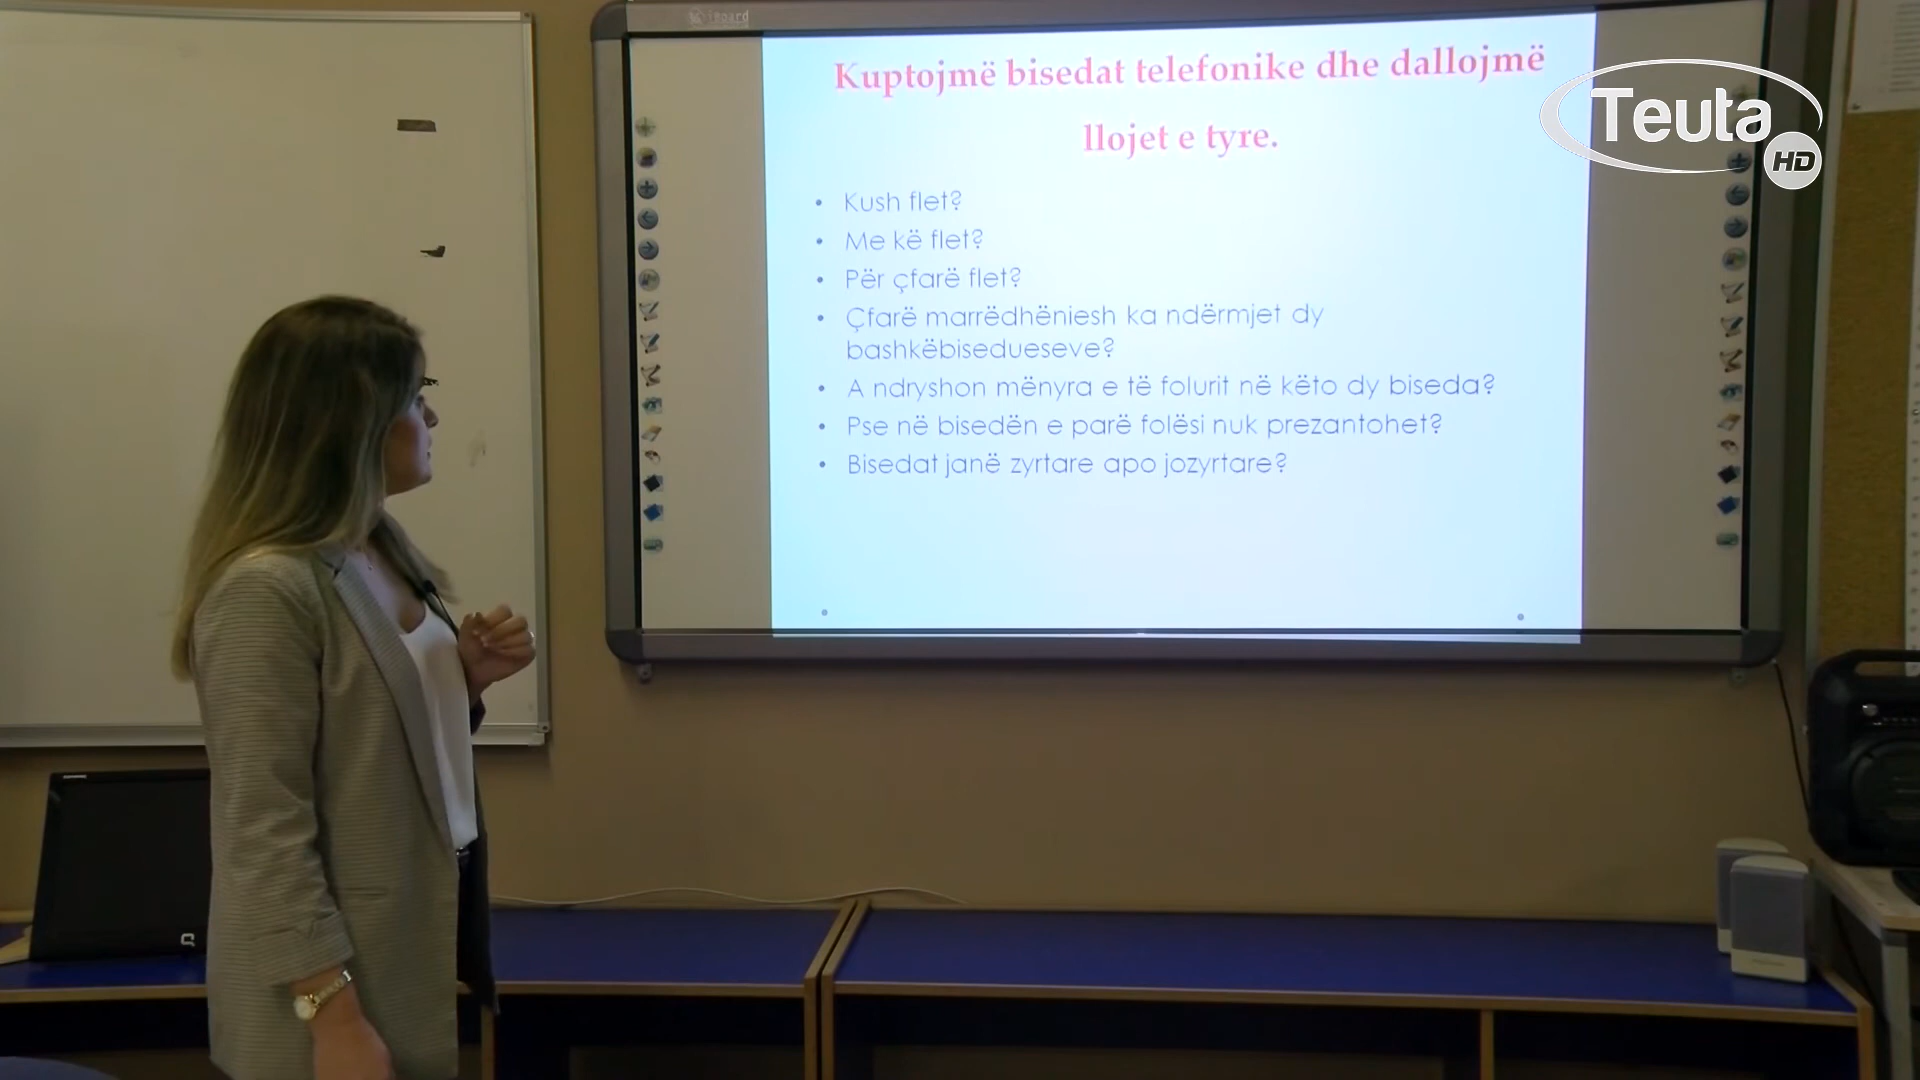 iBoard
Kuptojmë bisedat telefonike dhe dallojmë
llojet e tyre.
Teuta
HD
• Kush flet?
• Me kë flet?
• Për çfarë flet?
• Çfarë marrëdhëniesh ka ndërmjet dy
bashkëbisedueseve?
• A ndryshon mënyra e të folurit në këto dy biseda?
• Pse në bisedën e parë folësi nuk prezantohet?
• Bisedat janë zyrtare apo jozyrtare?